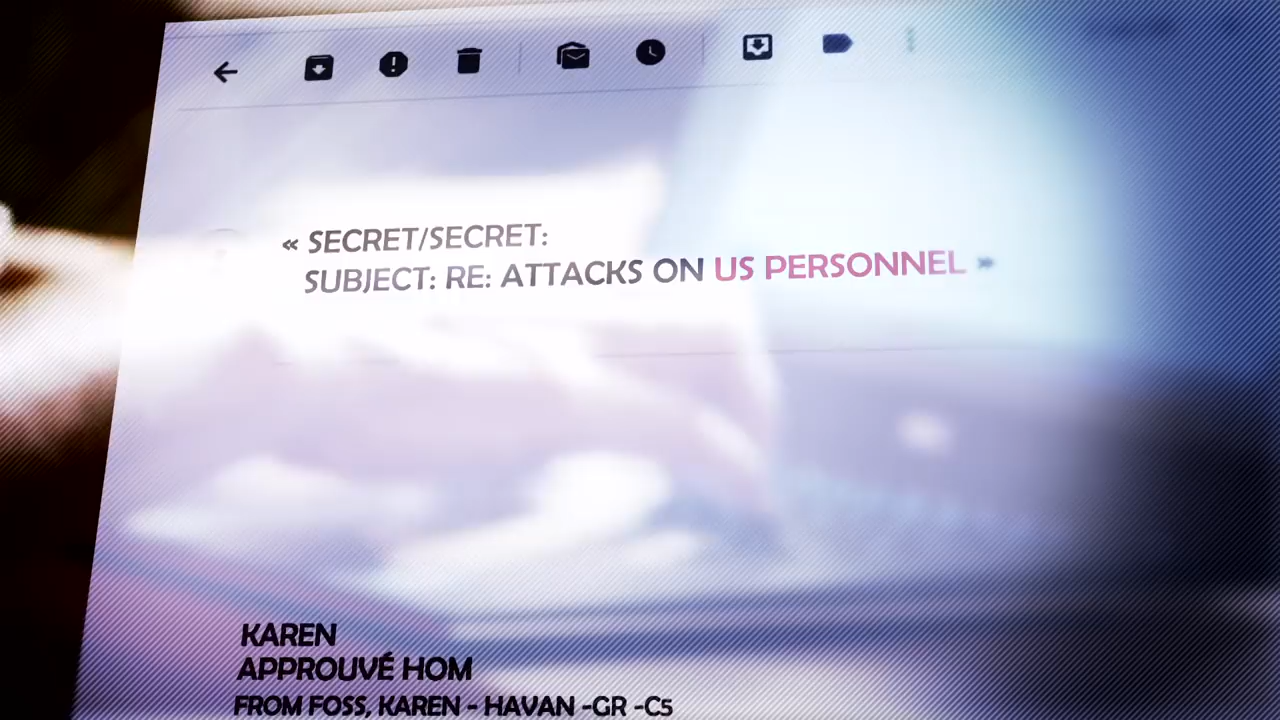 « SECRET/SECRET:
SUBJECT: RE: ATTACKS ON US PERSONNEL »
KAREN
APPROUVÉ HOM
FROM FOSS, KAREN - HAVAN -GR -C5